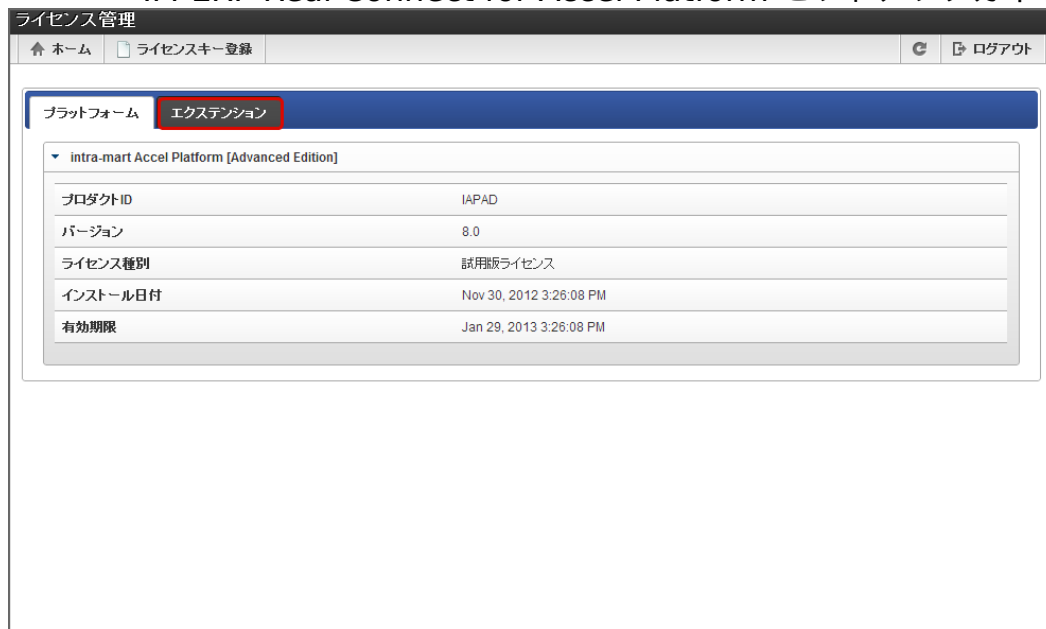 ライセンス管理
ホーム ライセンスキー登録 ログアウト
プラットフォーム エクステンション
intra-mart Accel Platform [Advanced Edition]
プロダクトID IAPAD
バージョン 8.0
ライセンス種別 試用版ライセンス
インストール日付 Nov 30, 2012 3:26:08 PM
有効期限 Jan 29, 2013 3:26:08 PM